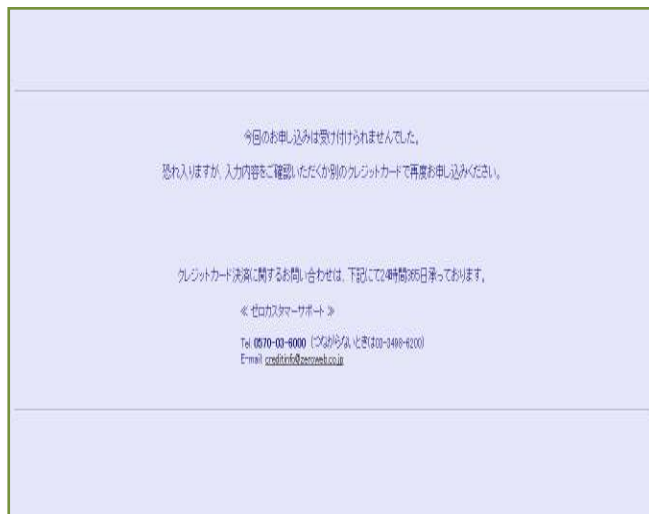 今回のお申し込みは受け付けられませんでした。
恐れ入りますが、入力内容をご確認いただくか別のクレジットカードで再度お申し込みください。
クレジットカード決済に関するお問い合わせは、下記にて24時間365日承っております。
≪ ゼロカスタマーサポート ≫
Tel: 0570-03-6000 (つながらないときは03-3498-6200)
E-mail: creditinfo@zeroweb.co.jp